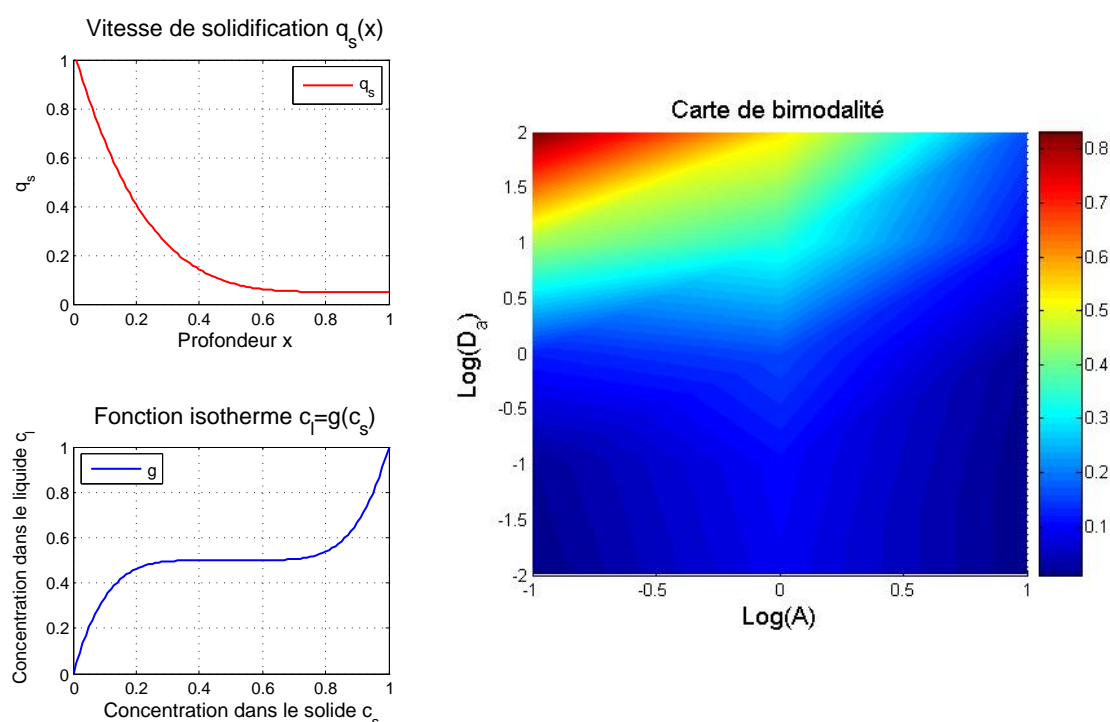 Vitesse de solidification q_s(x)
1
0.8
0.6
0.4
0.2
0
q_s
q_s
0 0.2 0.4 0.6 0.8 1
Profondeur x
Fonction isotherme c_l=g(c_s)
1
0.8
0.6
0.4
0.2
0
Concentration dans le liquide c_l
g
0 0.2 0.4 0.6 0.8 1
Concentration dans le solide c_s
Carte de bimodalité
2
1.5
1
0.5
0
-0.5
-1
-1.5
-2
Log(D_a)
-1 -0.5 0 0.5 1
Log(A)
0.8
0.7
0.6
0.5
0.4
0.3
0.2
0.1